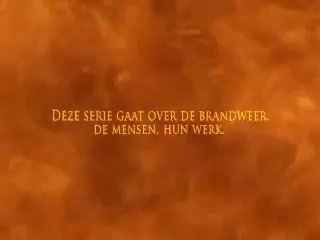 Deze serie gaat over de brandweer.
de mensen, hun werk.